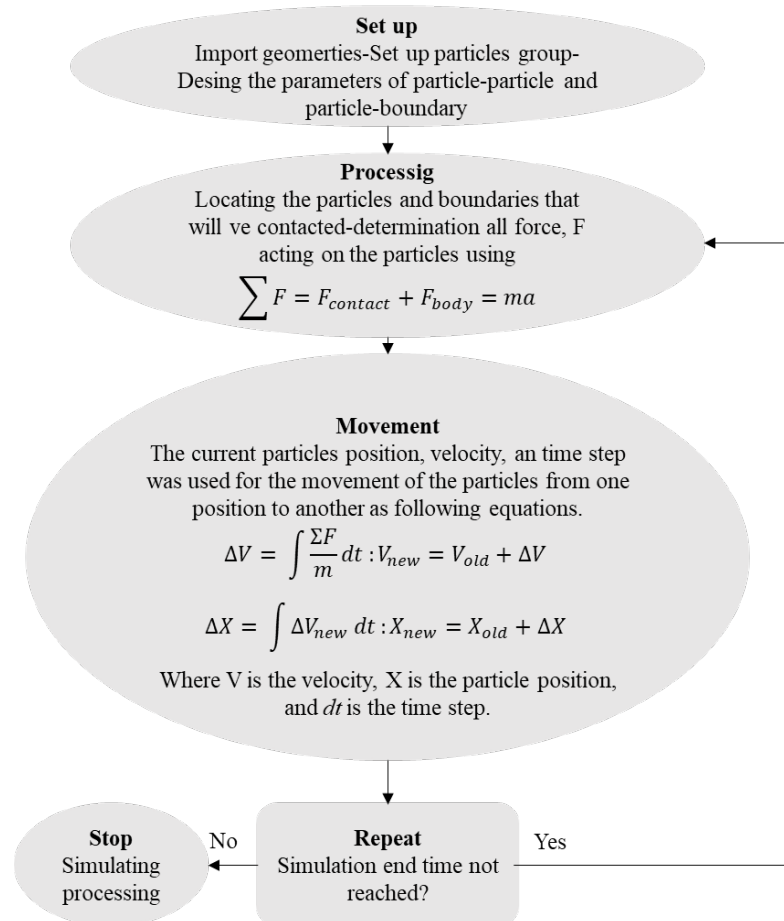 Set up
Import geomerties-Set up particles group-
Desing the parameters of particle-particle and
particle-boundary
Processig
Locating the particles and boundaries that
will ve contacted-determination all force, F
acting on the particles using
∑ F = F_contact + F_body = ma
Movement
The current particles position, velocity, an time step
was used for the movement of the particles from one
position to another as following equations.
ΔV = ∫ ΣF/m dt : V_new = V_old + ΔV
ΔX = ∫ ΔV_new dt : X_new = X_old + ΔX
Where V is the velocity, X is the particle position,
and dt is the time step.
Stop
Simulating
processing
No
Repeat
Simulation end time not
reached?
Yes